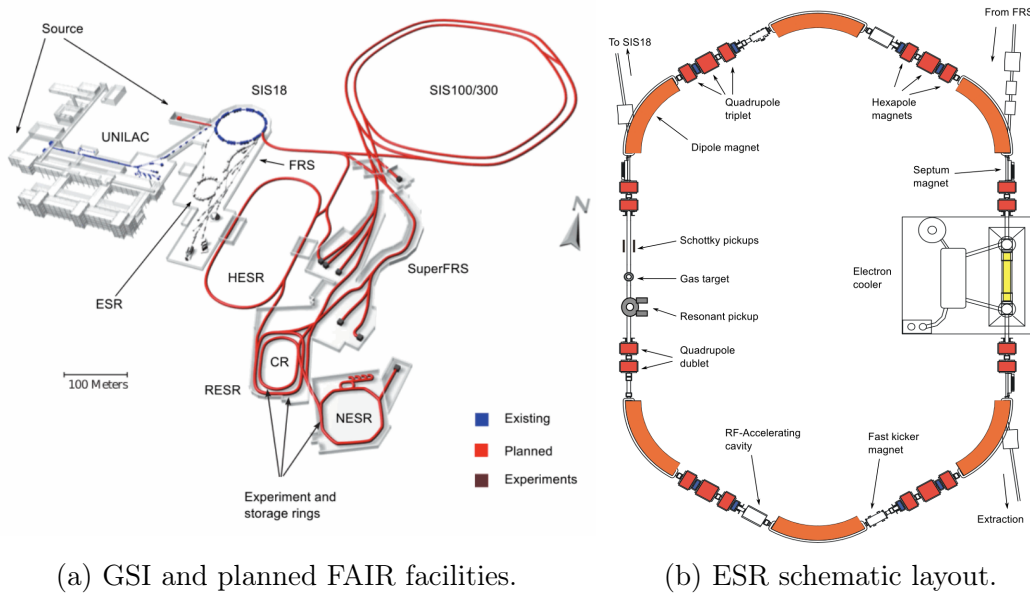 Source
SIS18
SIS100/300
UNILAC
FRS
N
HESR
SuperFRS
ESR
CR
100 Meters
RESR
NESR
Existing
Planned
Experiments
Experiment and
storage rings
(a) GSI and planned FAIR facilities.
From FRS
To SIS18
Quadrupole
triplet
Hexapole
magnets
Dipole magnet
Septum
magnet
Schottky pickups
Gas target
Electron
cooler
Resonant pickup
Quadrupole
dublet
RF-Accelerating
cavity
Fast kicker
magnet
Extraction
(b) ESR schematic layout.